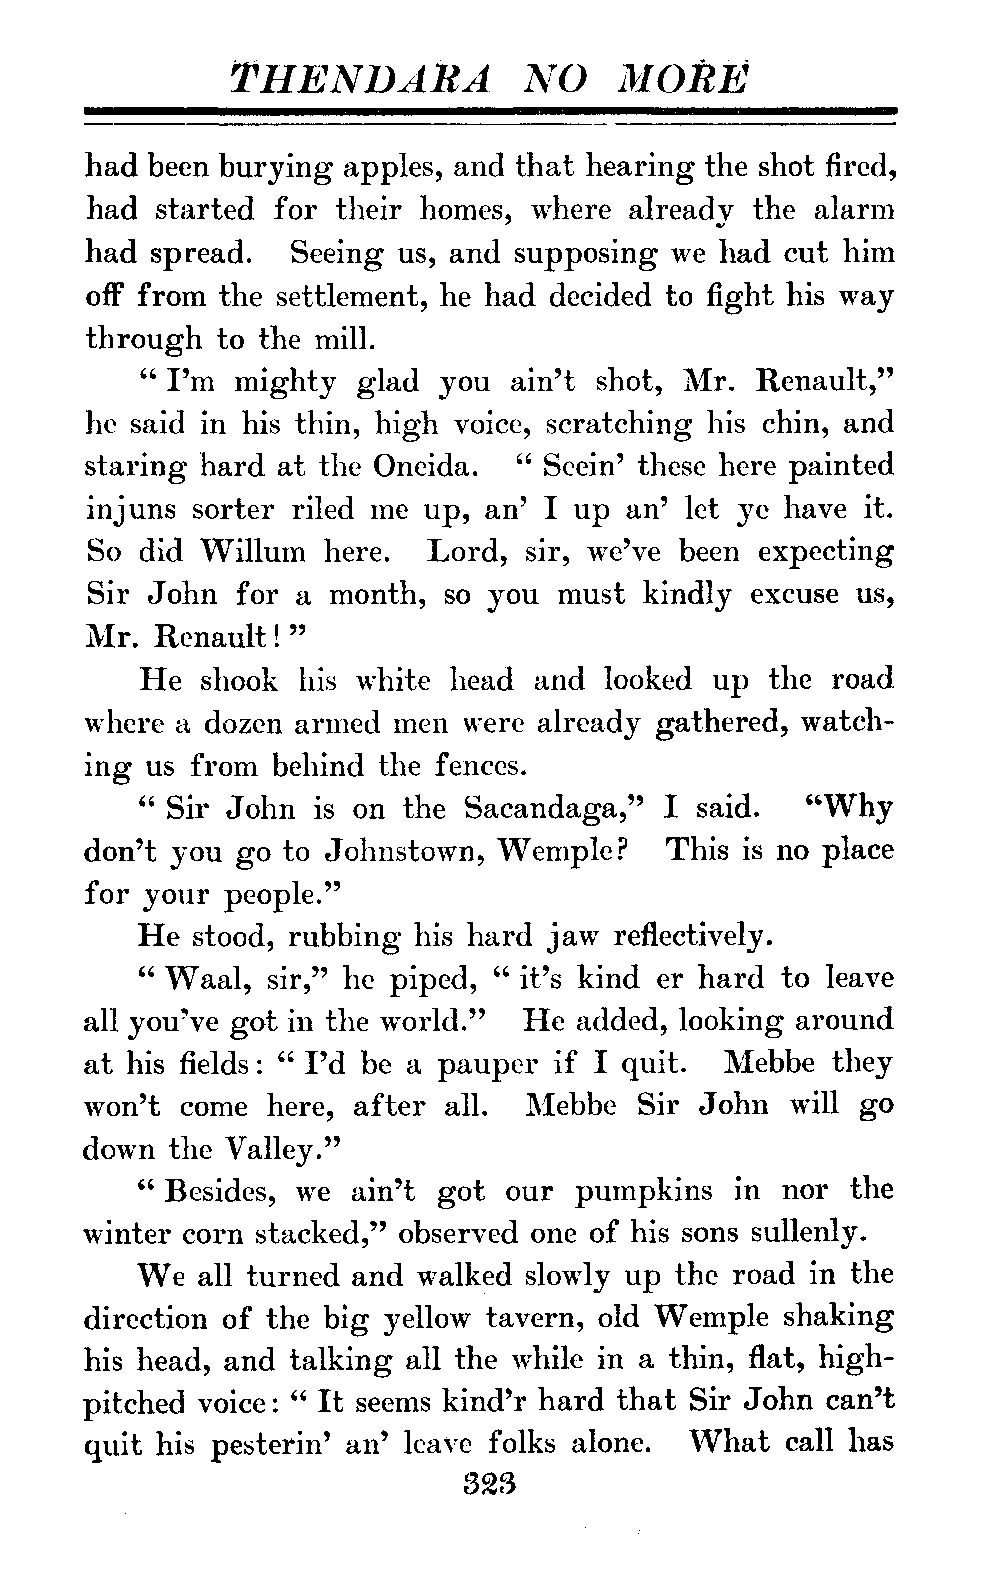 THENDARA NO MORE
had been burying apples, and that hearing the shot fired,
had started for their homes, where already the alarm
had spread. Seeing us, and supposing we had cut him
off from the settlement, he had decided to fight his way
through to the mill.
“ I’m mighty glad you ain’t shot, Mr. Renault,”
he said in his thin, high voice, scratching his chin, and
staring hard at the Oneida. “ Seein’ these here painted
injuns sorter riled me up, an’ I up an’ let ye have it.
So did Willum here. Lord, sir, we’ve been expecting
Sir John for a month, so you must kindly excuse us,
Mr. Renault! ”
He shook his white head and looked up the road
where a dozen armed men were already gathered, watch-
ing us from behind the fences.
“ Sir John is on the Sacandaga,” I said. “Why
don’t you go to Johnstown, Wemple? This is no place
for your people.”
He stood, rubbing his hard jaw reflectively.
“ Waal, sir,” he piped, “ it’s kind er hard to leave
all you’ve got in the world.” He added, looking around
at his fields: “ I’d be a pauper if I quit. Mebbe they
won’t come here, after all. Mebbe Sir John will go
down the Valley.”
“ Besides, we ain’t got our pumpkins in nor the
winter corn stacked,” observed one of his sons sullenly.
We all turned and walked slowly up the road in the
direction of the big yellow tavern, old Wemple shaking
his head, and talking all the while in a thin, flat, high-
pitched voice: “ It seems kind’r hard that Sir John can’t
quit his pesterin’ an’ leave folks alone. What call has
323